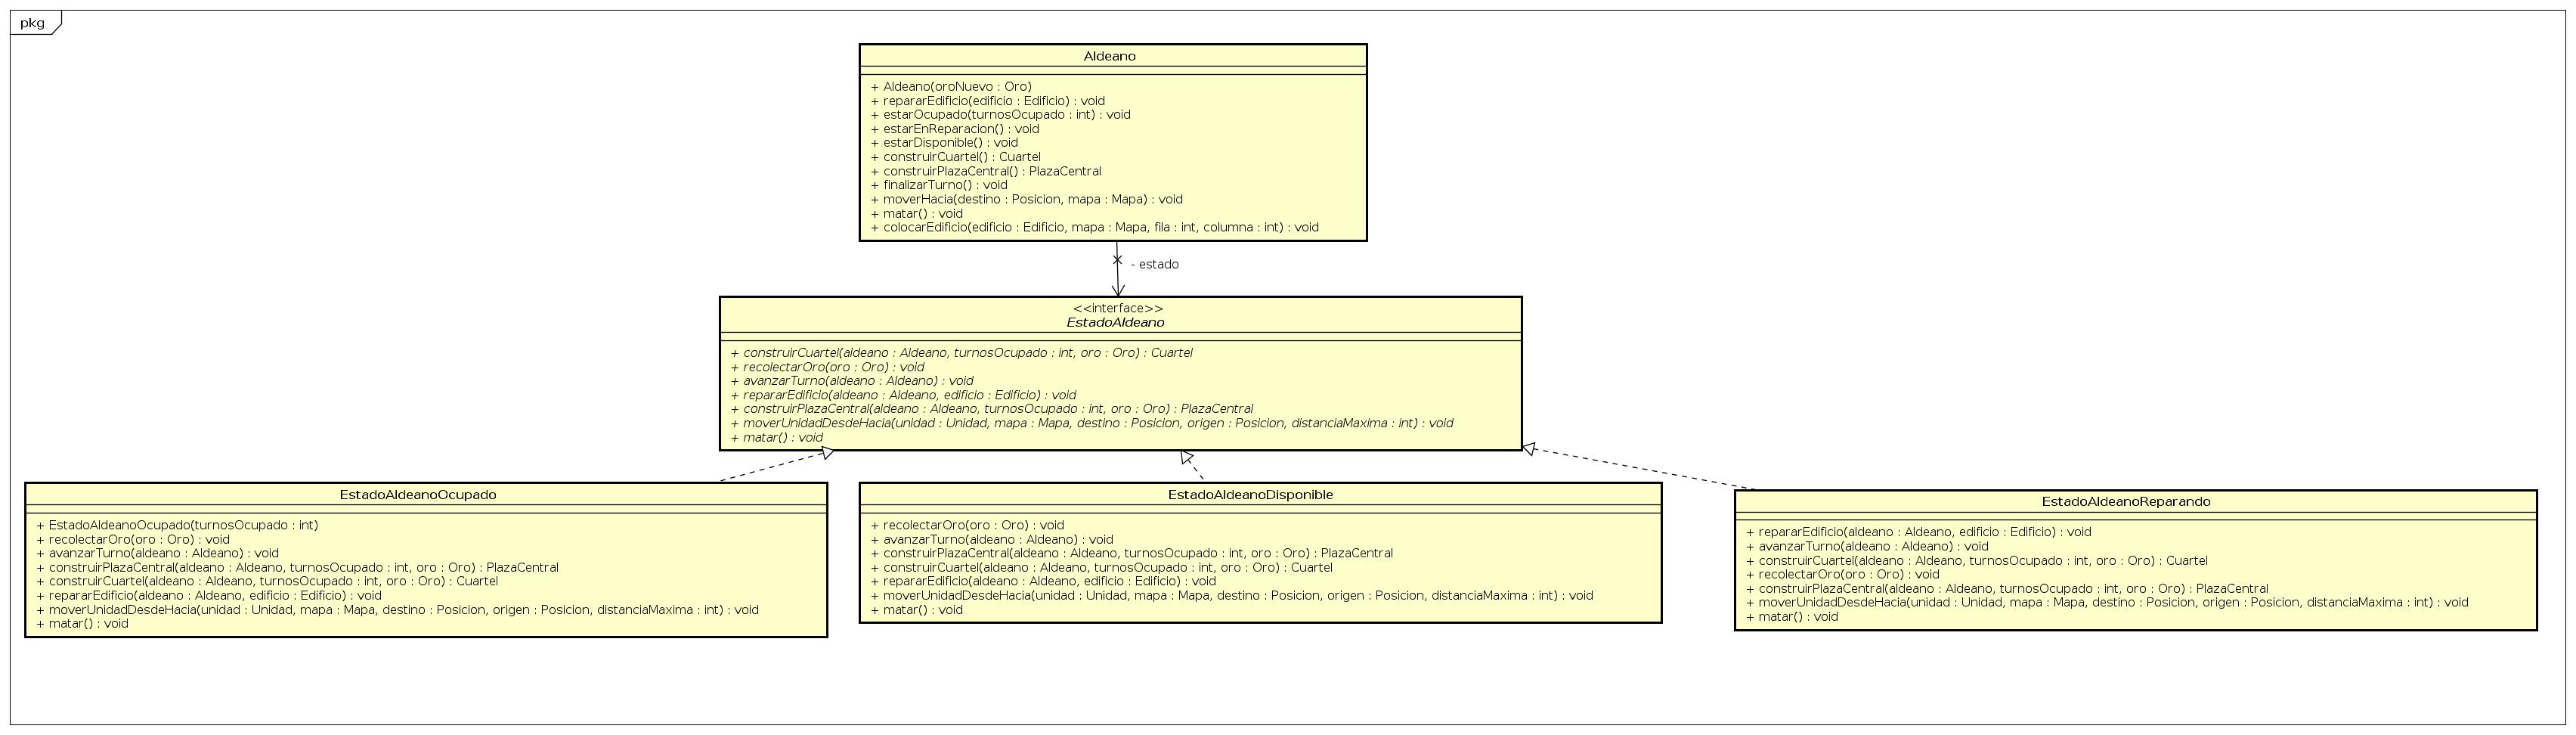 pkg
Aldeano
+ Aldeano(oroNuevo : Oro)
+ repararEdificio(edificio : Edificio) : void
+ estarOcupado(turnosOcupado : int) : void
+ estarEnReparacion() : void
+ estarDisponible() : void
+ construirCuartel() : Cuartel
+ construirPlazaCentral() : PlazaCentral
+ finalizarTurno() : void
+ moverHacia(destino : Posicion, mapa : Mapa) : void
+ matar() : void
+ colocarEdificio(edificio : Edificio, mapa : Mapa, fila : int, columna : int) : void
- estado
<<interface>>
EstadoAldeano
+ construirCuartel(aldeano : Aldeano, turnosOcupado : int, oro : Oro) : Cuartel
+ recolectarOro(oro : Oro) : void
+ avanzarTurno(aldeano : Aldeano) : void
+ repararEdificio(aldeano : Aldeano, edificio : Edificio) : void
+ construirPlazaCentral(aldeano : Aldeano, turnosOcupado : int, oro : Oro) : PlazaCentral
+ moverUnidadDesdeHacia(unidad : Unidad, mapa : Mapa, destino : Posicion, origen : Posicion, distanciaMaxima : int) : void
+ matar() : void
EstadoAldeanoOcupado
+ EstadoAldeanoOcupado(turnosOcupado : int)
+ recolectarOro(oro : Oro) : void
+ avanzarTurno(aldeano : Aldeano) : void
+ construirPlazaCentral(aldeano : Aldeano, turnosOcupado : int, oro : Oro) : PlazaCentral
+ construirCuartel(aldeano : Aldeano, turnosOcupado : int, oro : Oro) : Cuartel
+ repararEdificio(aldeano : Aldeano, edificio : Edificio) : void
+ moverUnidadDesdeHacia(unidad : Unidad, mapa : Mapa, destino : Posicion, origen : Posicion, distanciaMaxima : int) : void
+ matar() : void
EstadoAldeanoDisponible
+ recolectarOro(oro : Oro) : void
+ avanzarTurno(aldeano : Aldeano) : void
+ construirPlazaCentral(aldeano : Aldeano, turnosOcupado : int, oro : Oro) : PlazaCentral
+ construirCuartel(aldeano : Aldeano, turnosOcupado : int, oro : Oro) : Cuartel
+ repararEdificio(aldeano : Aldeano, edificio : Edificio) : void
+ moverUnidadDesdeHacia(unidad : Unidad, mapa : Mapa, destino : Posicion, origen : Posicion, distanciaMaxima : int) : void
+ matar() : void
EstadoAldeanoReparando
+ repararEdificio(aldeano : Aldeano, edificio : Edificio) : void
+ avanzarTurno(aldeano : Aldeano) : void
+ construirCuartel(aldeano : Aldeano, turnosOcupado : int, oro : Oro) : Cuartel
+ recolectarOro(oro : Oro) : void
+ construirPlazaCentral(aldeano : Aldeano, turnosOcupado : int, oro : Oro) : PlazaCentral
+ moverUnidadDesdeHacia(unidad : Unidad, mapa : Mapa, destino : Posicion, origen : Posicion, distanciaMaxima : int) : void
+ matar() : void